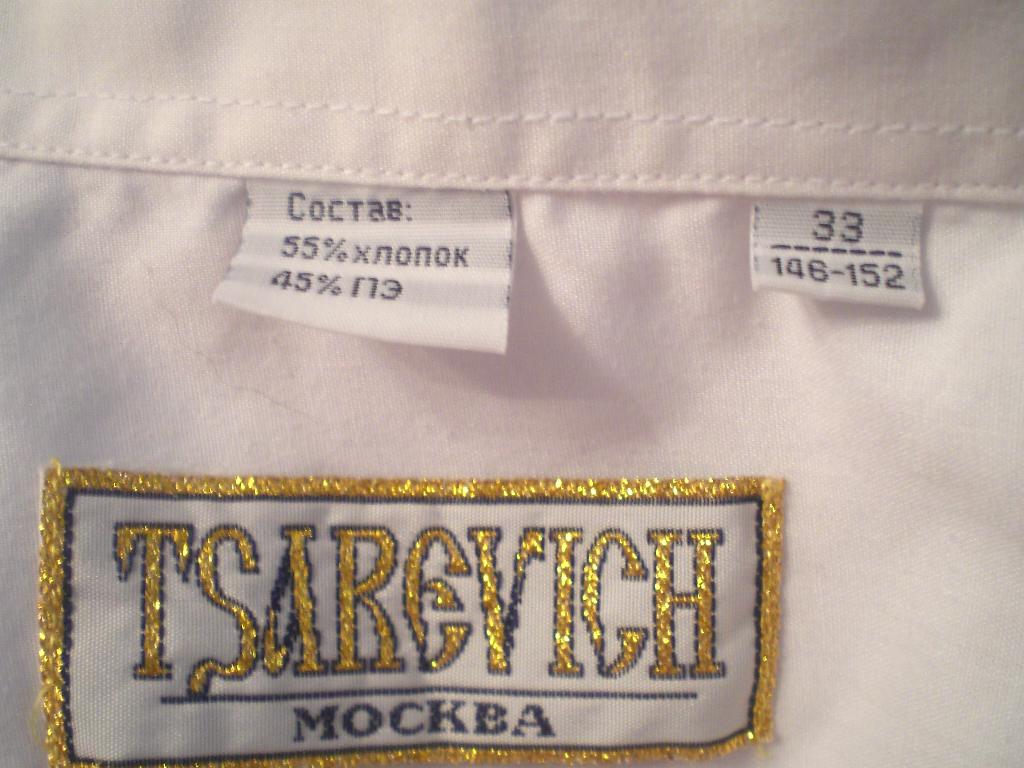 Состав:
55% хлопок
45% ПЭ
33
146-152
TSAREVICH
МОСКВА